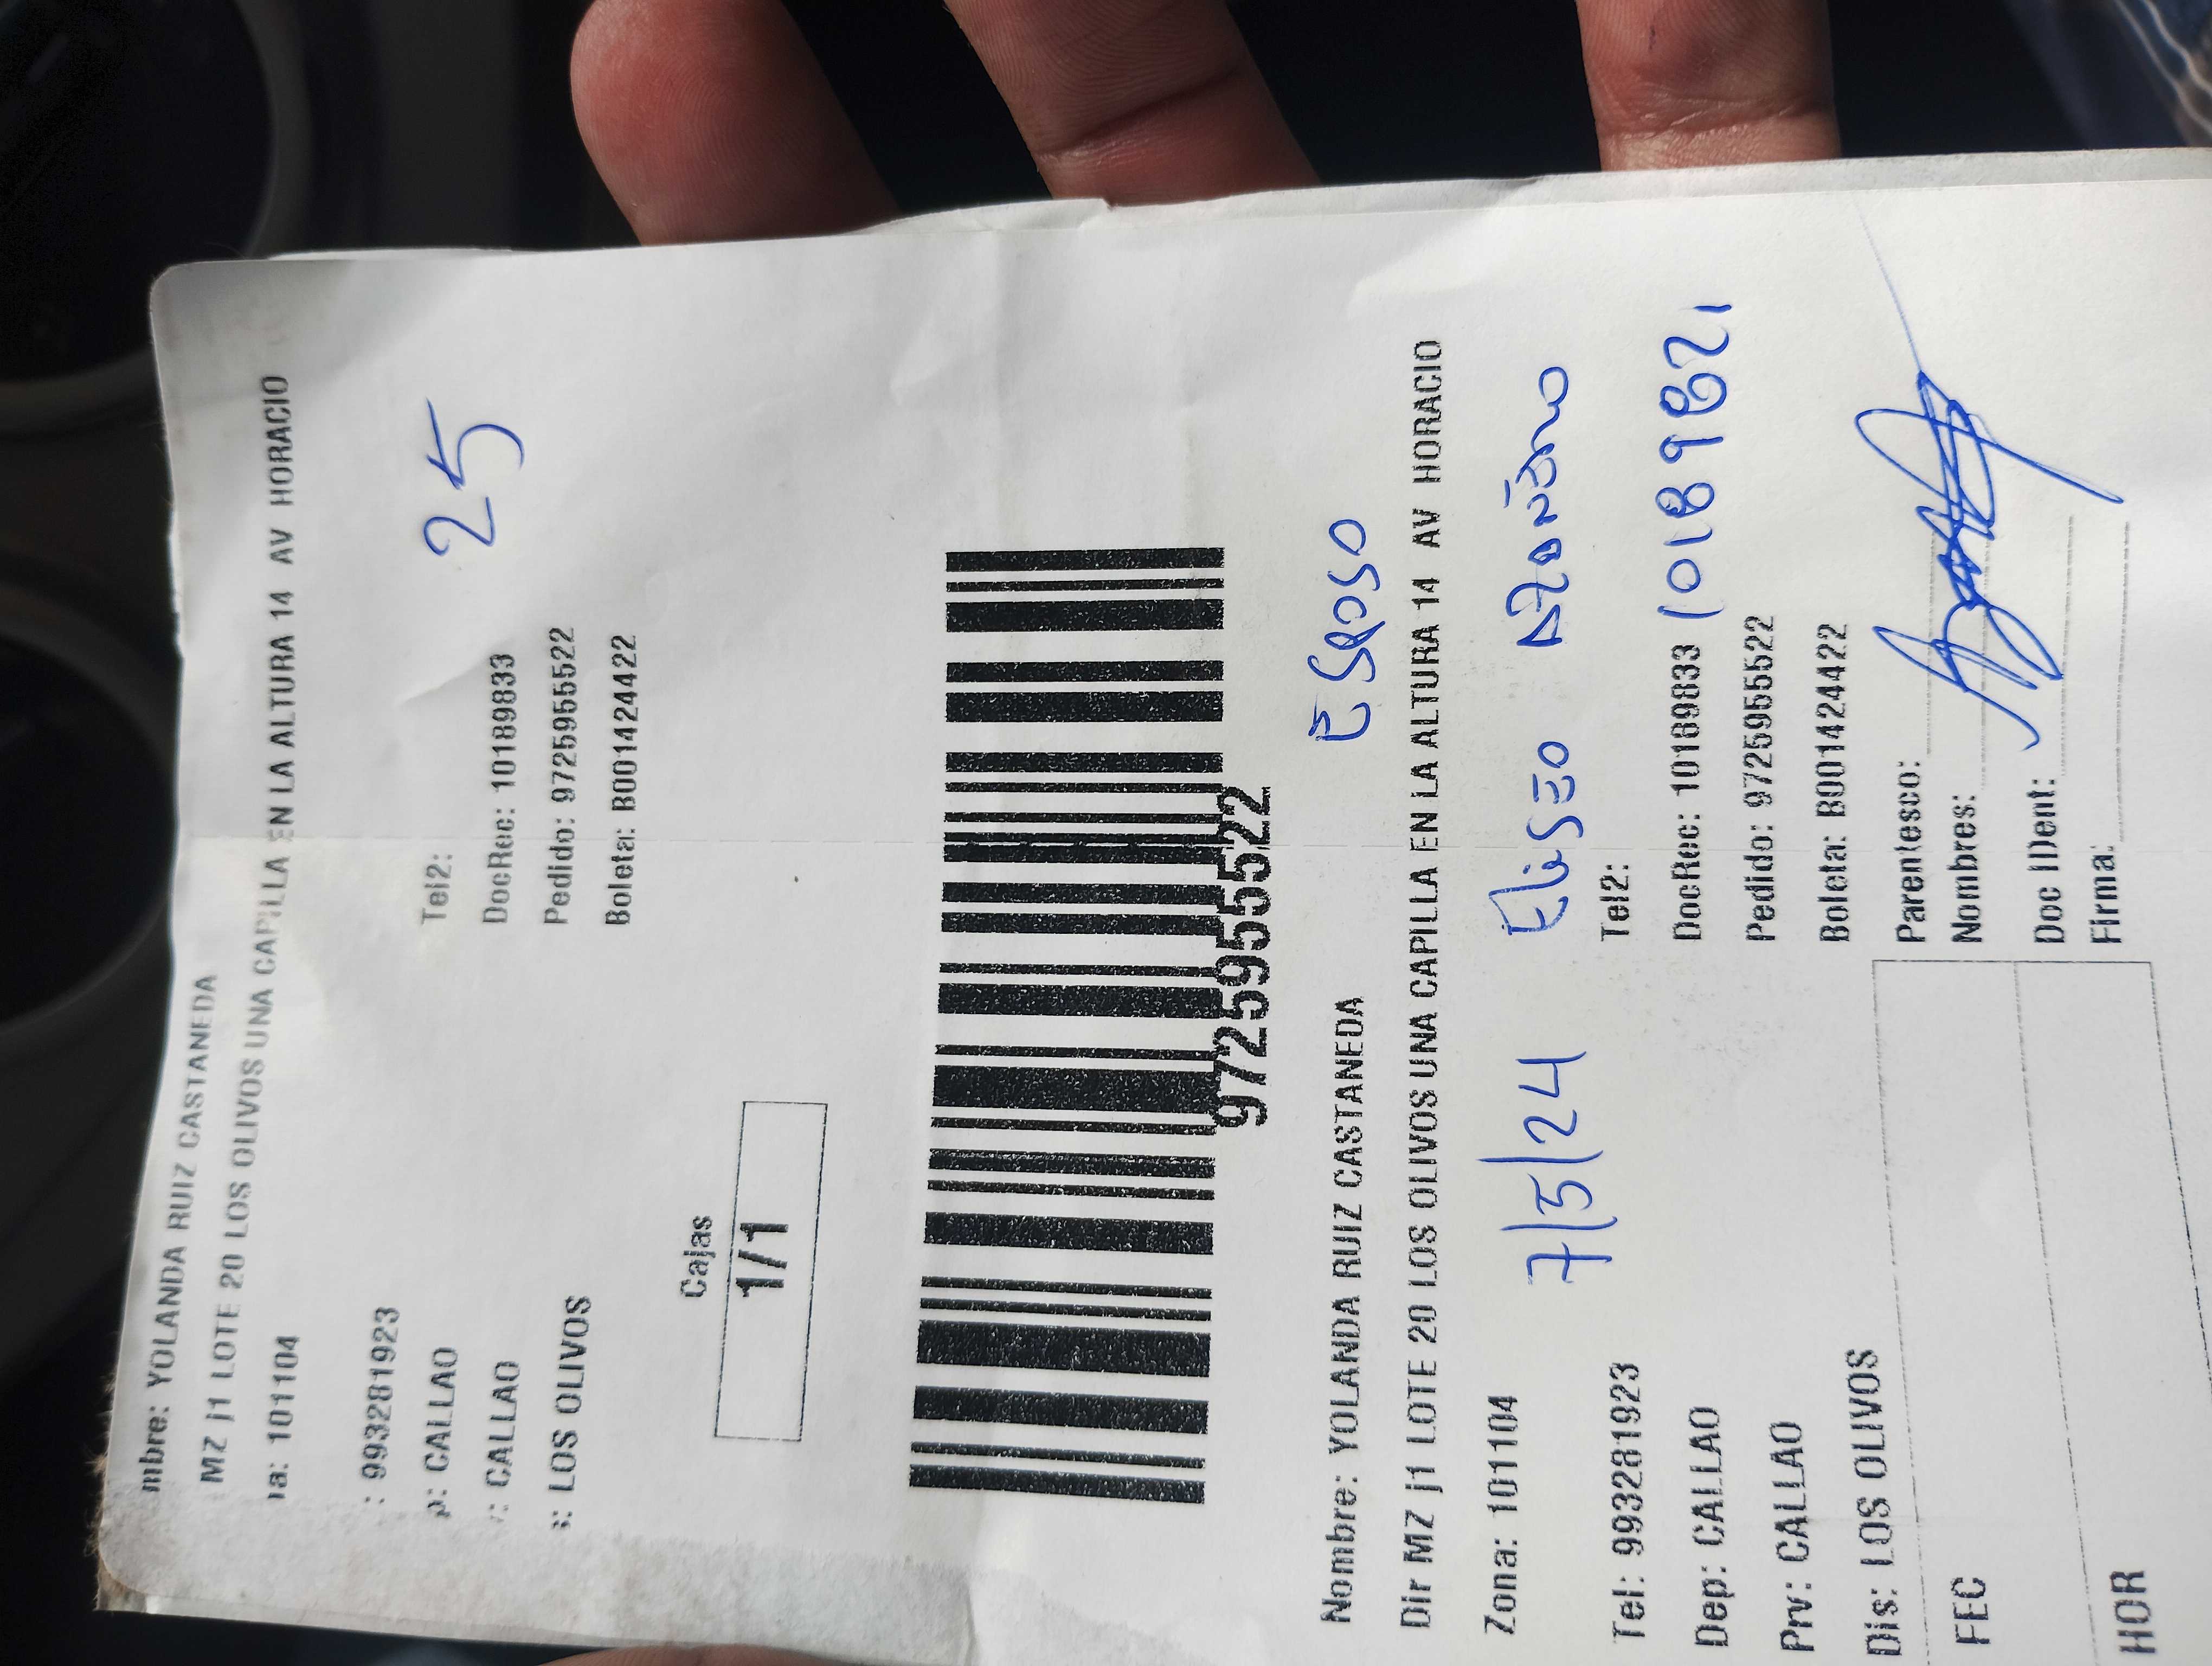 mbre: YOLANDA RUIZ CASTANEDA
MZ j1 LOTE 20 LOS OLIVOS UNA CAPILLA EN LA ALTURA 14 AV HORACIO
na: 101104
: 993281923
Tel2:
25
p: CALLAO
DocRec: 10189833
v: CALLAO
Pedido: 9725955522
s: LOS OLIVOS
Boleta: B001424422
Cajas
1/1
9725955522
Nombre: YOLANDA RUIZ CASTANEDA
ESPOSO
Dir MZ j1 LOTE 20 LOS OLIVOS UNA CAPILLA EN LA ALTURA 14 AV HORACIO
Zona: 101104
7/5/24
Eliseo
Tel: 993281923
Tel2:
Dep: CALLAO
DocRec: 10189833
10189821
Prv: CALLAO
Pedido: 9725955522
Dis: LOS OLIVOS
Boleta: B001424422
FEC
Parentesco:
Nombres:
HOR
Doc IDent:
Firma: